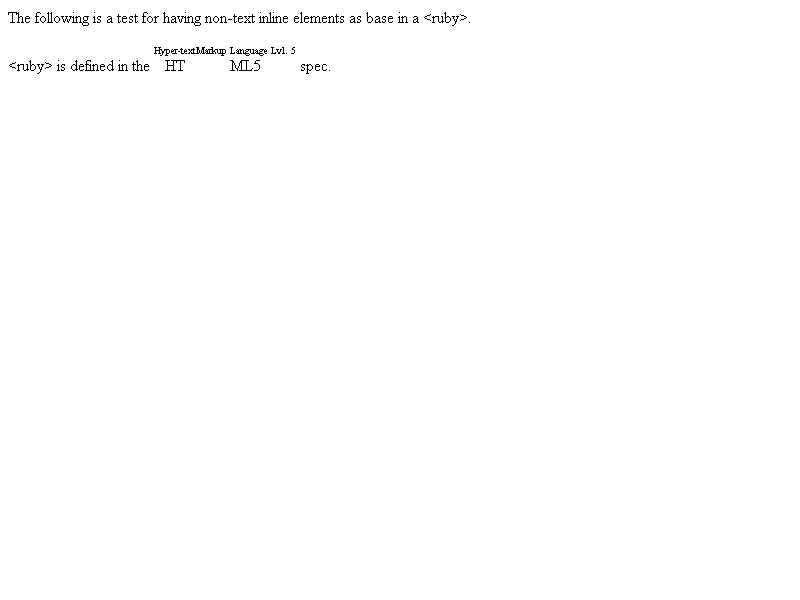 The following is a test for having non-text inline elements as base in a <ruby>.
Hyper-textMarkup Language Lvl. 5
<ruby> is defined in the HT ML5 spec.